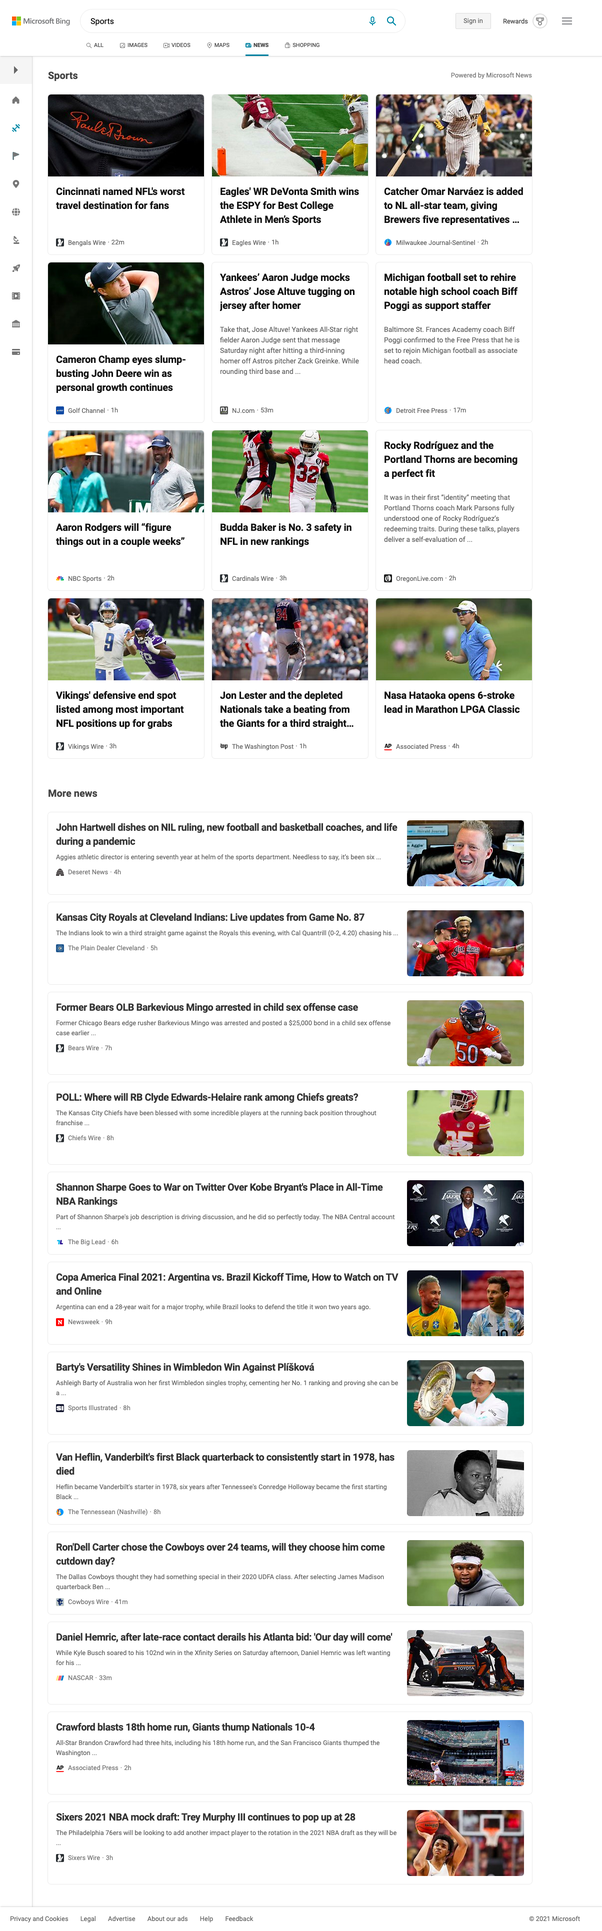 Microsoft Bing
Sports
Sign in
Rewards
ALL
IMAGES
VIDEOS
MAPS
NEWS
SHOPPING
Sports
Powered by Microsoft News
Paul Brown
Cincinnati named NFL's worst
travel destination for fans
Bengals Wire · 22m
6
Eagles' WR DeVonta Smith wins
the ESPY for Best College
Athlete in Men's Sports
Eagles Wire · 1h
Catcher Omar Narváez is added
to NL all-star team, giving
Brewers five representatives ...
Milwaukee Journal-Sentinel · 2h
Cameron Champ eyes slump-
busting John Deere win as
personal growth continues
Golf Channel · 1h
Yankees' Aaron Judge mocks
Astros' Jose Altuve tugging on
jersey after homer
Take that, Jose Altuve! Yankees All-Star right
fielder Aaron Judge sent that message
Saturday night after hitting a third-inning
homer off Astros pitcher Zack Greinke. While
rounding third base and ...
NJ.com · 53m
Michigan football set to rehire
notable high school coach Biff
Poggi as support staffer
Baltimore St. Frances Academy coach Biff
Poggi confirmed to the Free Press that he is
set to rejoin Michigan football as associate
head coach.
Detroit Free Press · 17m
Aaron Rodgers will "figure
things out in a couple weeks"
NBC Sports · 2h
32
Budda Baker is No. 3 safety in
NFL in new rankings
Cardinals Wire · 3h
Rocky Rodríguez and the
Portland Thorns are becoming
a perfect fit
It was in their first "identity" meeting that
Portland Thorns coach Mark Parsons fully
understood one of Rocky Rodríguez's
redeeming traits. During these talks, players
deliver a self-evaluation of ...
OregonLive.com · 2h
9
Vikings' defensive end spot
listed among most important
NFL positions up for grabs
Vikings Wire · 3h
34
Jon Lester and the depleted
Nationals take a beating from
the Giants for a third straight...
The Washington Post · 1h
Nasa Hataoka opens 6-stroke
lead in Marathon LPGA Classic
AP Associated Press · 4h
More news
John Hartwell dishes on NIL ruling, new football and basketball coaches, and life
during a pandemic
Aggies athletic director is entering seventh year at helm of the sports department. Needless to say, it's been six ...
Deseret News · 4h
Kansas City Royals at Cleveland Indians: Live updates from Game No. 87
The Indians look to win a third straight game against the Royals this evening, with Cal Quantrill (0-2, 4.20) chasing his ...
The Plain Dealer Cleveland · 5h
Former Bears OLB Barkevious Mingo arrested in child sex offense case
Former Chicago Bears edge rusher Barkevious Mingo was arrested and posted a $25,000 bond in a child sex offense
case earlier ...
Bears Wire · 7h
50
POLL: Where will RB Clyde Edwards-Helaire rank among Chiefs greats?
The Kansas City Chiefs have been blessed with some incredible players at the running back position throughout
franchise ...
Chiefs Wire · 8h
Shannon Sharpe Goes to War on Twitter Over Kobe Bryant's Place in All-Time
NBA Rankings
Part of Shannon Sharpe's job description is driving discussion, and he did so perfectly today. The NBA Central account
...
The Big Lead · 6h
Copa America Final 2021: Argentina vs. Brazil Kickoff Time, How to Watch on TV
and Online
Argentina can end a 28-year wait for a major trophy, while Brazil looks to defend the title it won two years ago.
N Newsweek · 9h
Barty's Versatility Shines in Wimbledon Win Against Plíšková
Ashleigh Barty of Australia won her first Wimbledon singles trophy, cementing her No. 1 ranking and proving she can be
a ...
SI Sports Illustrated · 8h
Van Heflin, Vanderbilt's first Black quarterback to consistently start in 1978, has
died
Heflin became Vanderbilt's starter in 1978, six years after Tennessee's Conredge Holloway became the first starting
Black ...
The Tennessean (Nashville) · 8h
Ron'Dell Carter chose the Cowboys over 24 teams, will they choose him come
cutdown day?
The Dallas Cowboys thought they had something special in their 2020 UDFA class. After selecting James Madison
quarterback Ben ...
Cowboys Wire · 41m
Daniel Hemric, after late-race contact derails his Atlanta bid: 'Our day will come'
While Kyle Busch soared to his 102nd win in the Xfinity Series on Saturday afternoon, Daniel Hemric was left wanting
for his ...
NASCAR · 33m
TOYOTA
Crawford blasts 18th home run, Giants thump Nationals 10-4
All-Star Brandon Crawford had three hits, including his 18th home run, and the San Francisco Giants thumped the
Washington ...
AP Associated Press · 2h
Sixers 2021 NBA mock draft: Trey Murphy III continues to pop up at 28
The Philadelphia 76ers will be looking to add another impact player to the rotation in the 2021 NBA draft as they will be
...
Sixers Wire · 3h
Privacy and Cookies
Legal
Advertise
About our ads
Help
Feedback
© 2021 Microsoft